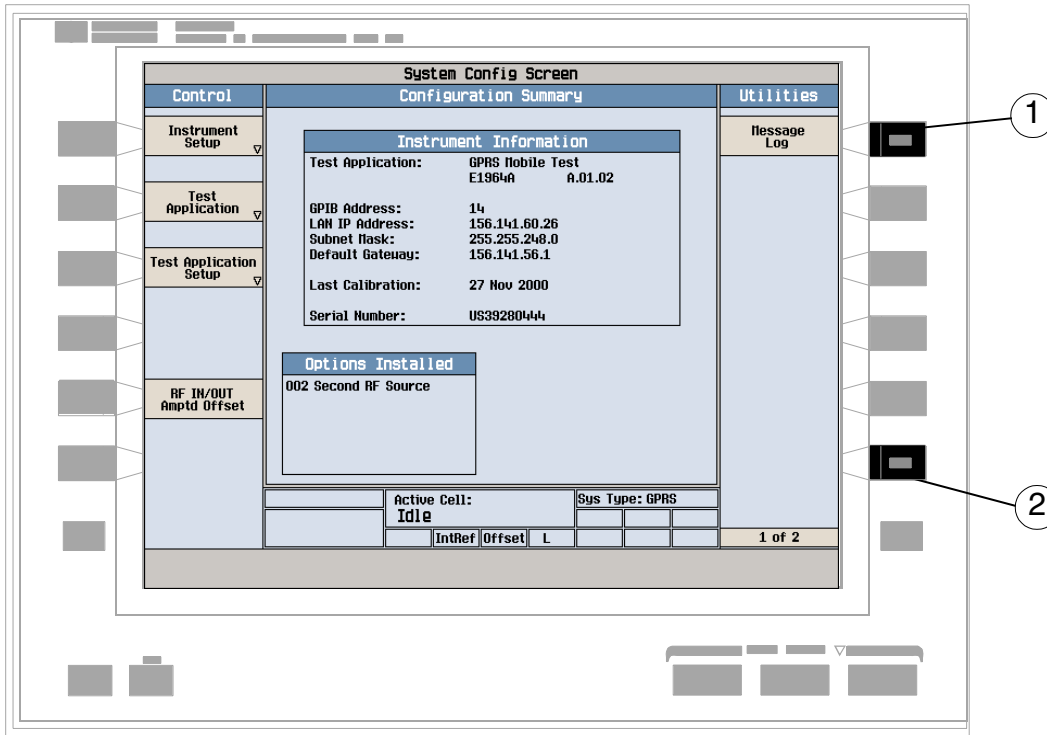 System Config Screen
Control
Configuration Summary
Utilities
Instrument
Setup
Test
Application
Test Application
Setup
RF IN/OUT
Amptd Offset
Instrument Information
Test Application: GPRS Mobile Test
E1964A A.01.02
GPIB Address: 14
LAN IP Address: 156.141.60.26
Subnet Mask: 255.255.248.0
Default Gateway: 156.141.56.1
Last Calibration: 27 Nov 2000
Serial Number: US39280444
Options Installed
002 Second RF Source
Active Cell:
Idle
Sys Type: GPRS
IntRef Offset L
Message
Log
1 of 2
1
2